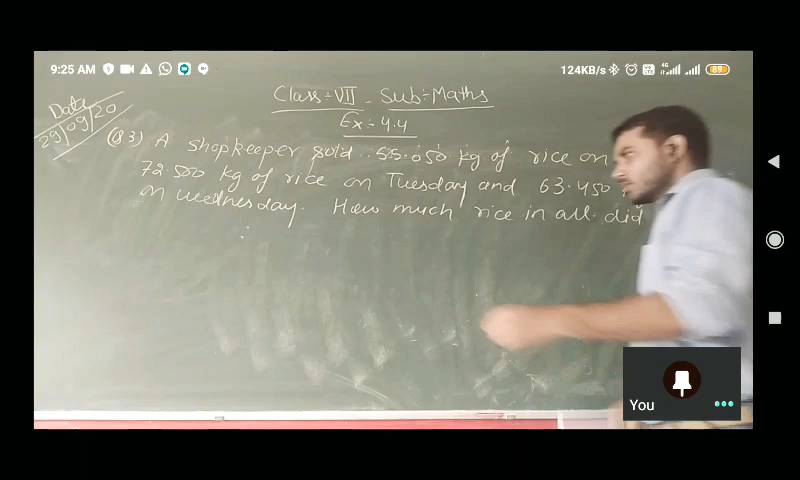 9:25 AM
124KB/s 4G 89
Date
29/09/20
Class:- VII Sub:- Maths
Ex:- 4.4
(Q3) A shopkeeper sold 55.050 kg of rice on
72.500 kg of rice on Tuesday and 63.450
on wednesday. How much rice in all did
You